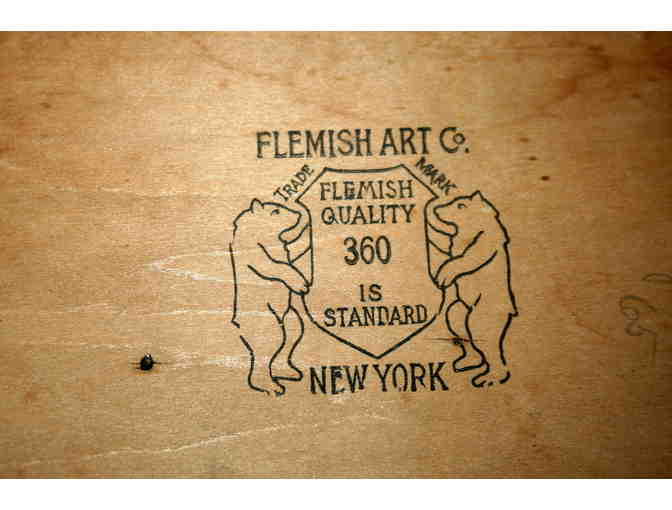 FLEMISH ART Co.
TRADE MARK
FLEMISH
QUALITY
360
IS
STANDARD
NEW YORK